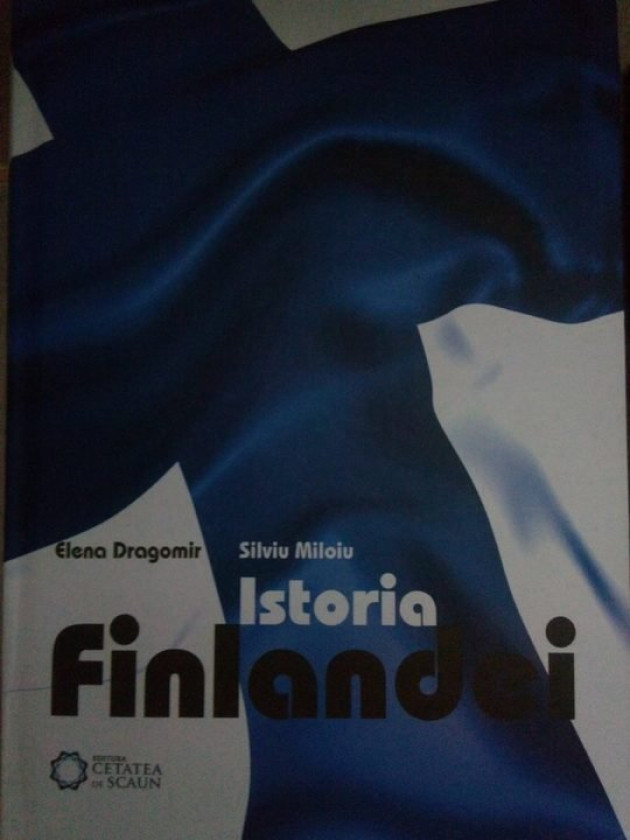 Elena Dragomir Silviu Miloiu
Istoria
Finlandei
EDITURA
CETATEA
DE SCAUN